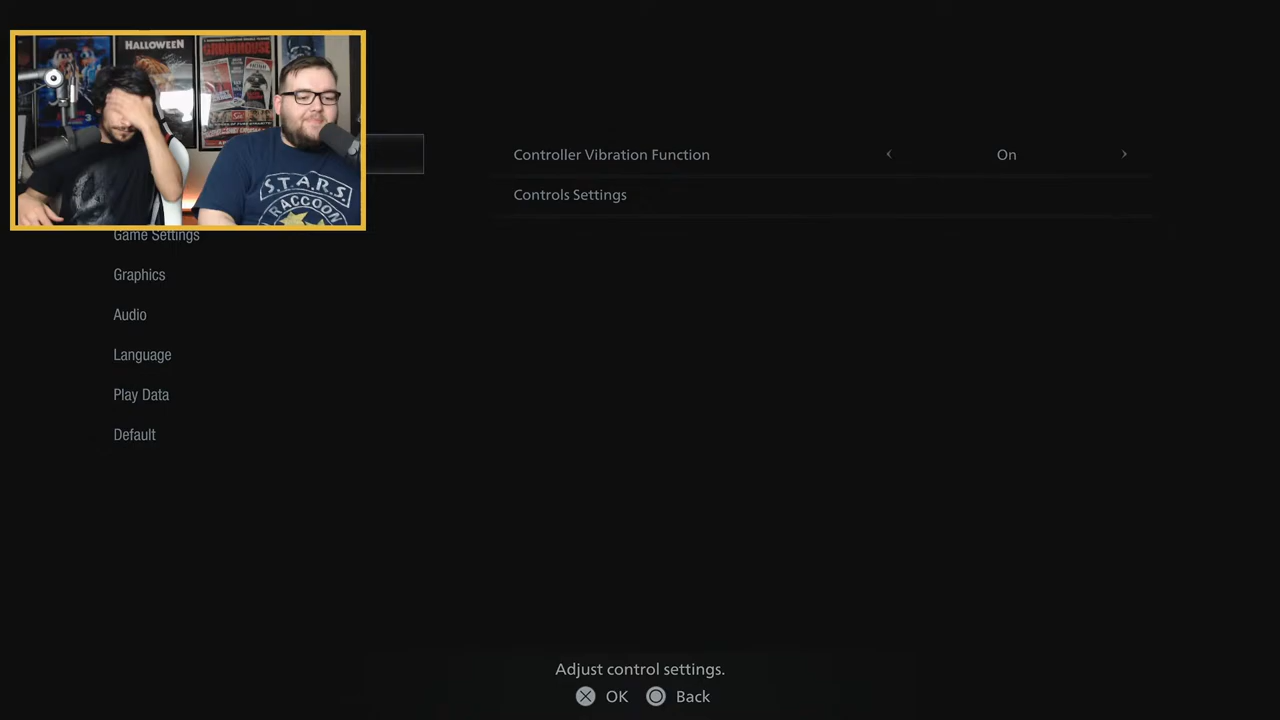 HALLOWEEN
GRINDHOUSE
S.T.A.R.S.
RACCOON
Controller Vibration Function
On
Controls Settings
Game Settings
Graphics
Audio
Language
Play Data
Default
Adjust control settings.
OK Back